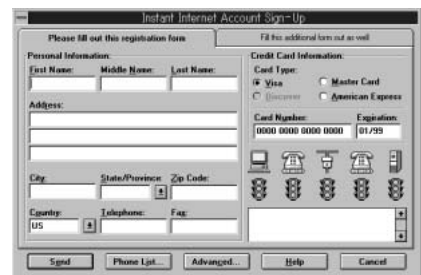 Instant Internet Account Sign-Up
Please fill out this registration form
Fill this additional form out as well
Personal Information:
First Name: Middle Name: Last Name:
Address:
City: State/Province: Zip Code:
Country: Telephone: Fax:
US
Credit Card Information:
Card Type:
Visa Master Card
Discover American Express
Card Number: Expiration:
0000 0000 0000 0000 01/99
Send Phone List... Advanced... Help Cancel